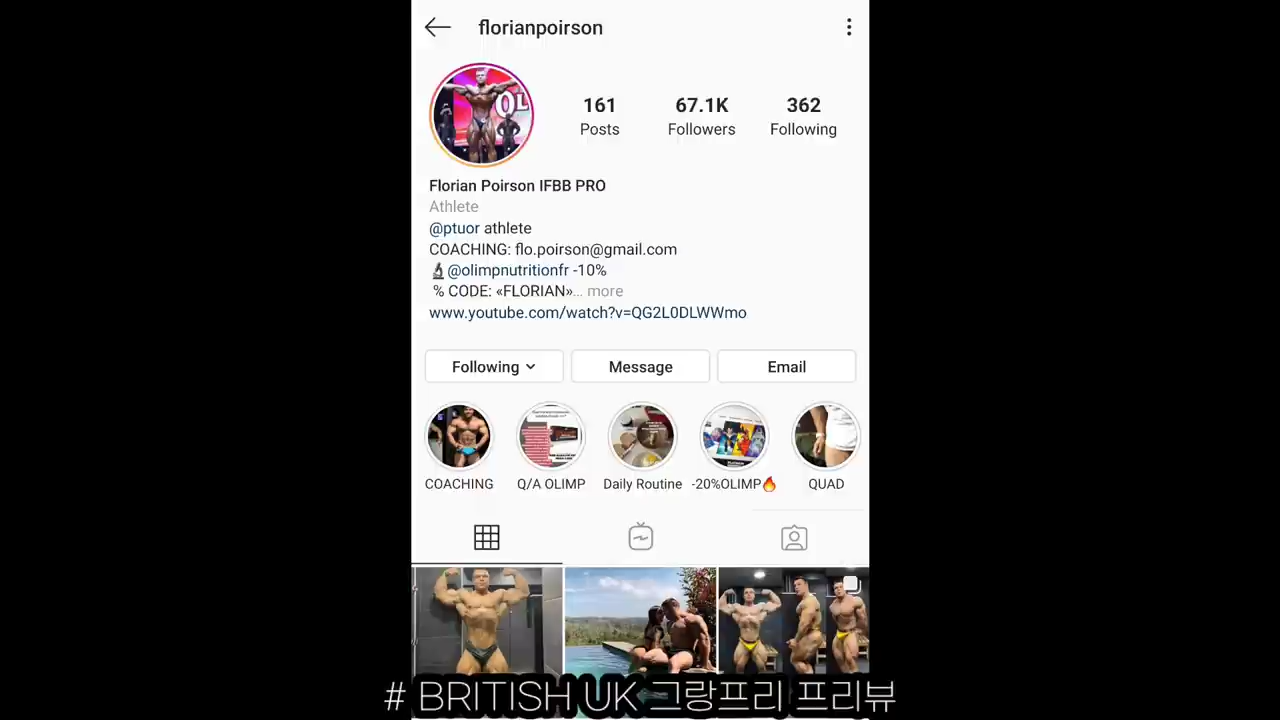 florianpoirson
OL
161
Posts
67.1K
Followers
362
Following
Florian Poirson IFBB PRO
Athlete
@ptuor athlete
COACHING: flo.poirson@gmail.com
🔬@olimpnutritionfr -10%
% CODE: «FLORIAN»... more
www.youtube.com/watch?v=QG2L0DLWWmo
Following
Message
Email
COACHING
Q/A OLIMP
Daily Routine
-20%OLIMP🔥
QUAD
# BRITISH UK 그랑프리 프리뷰